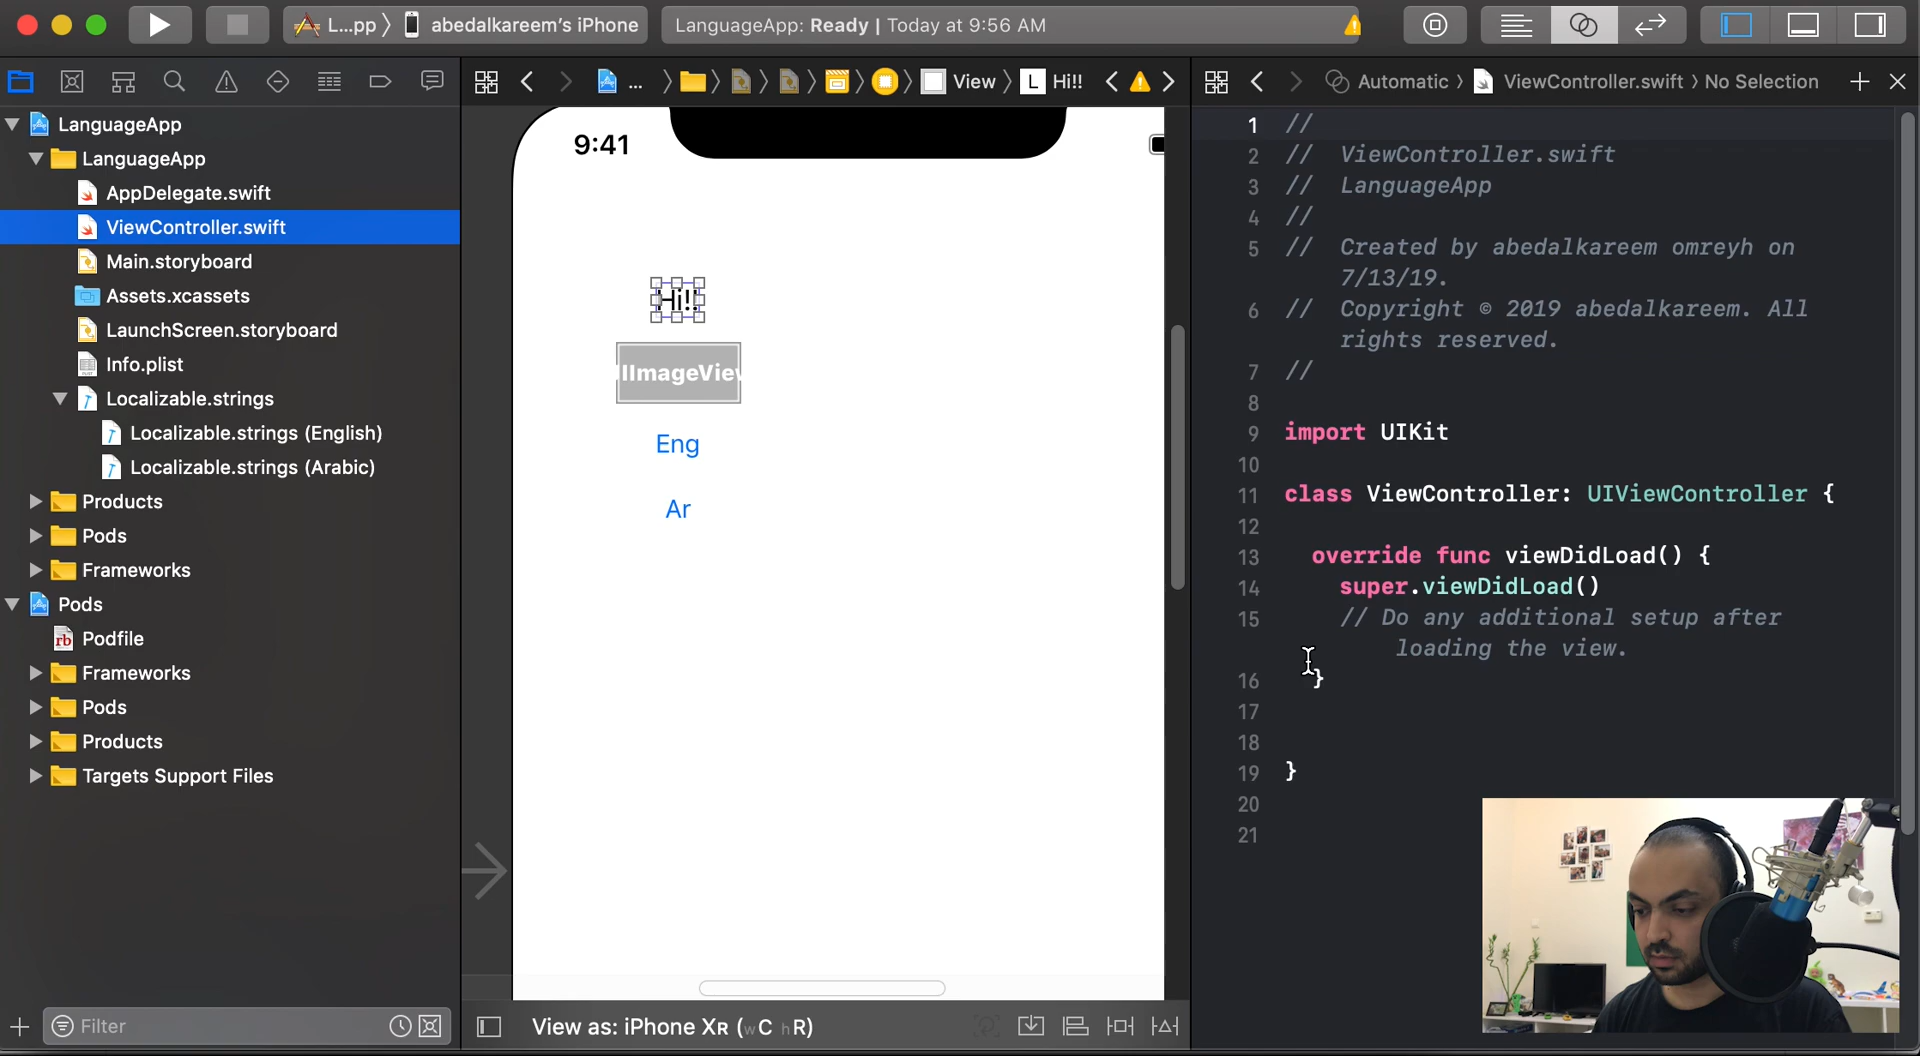 L...pp 〉 abedalkareem’s iPhone
LanguageApp: Ready | Today at 9:56 AM
LanguageApp
LanguageApp
AppDelegate.swift
ViewController.swift
Main.storyboard
Assets.xcassets
LaunchScreen.storyboard
Info.plist
Localizable.strings
Localizable.strings (English)
Localizable.strings (Arabic)
Products
Pods
Frameworks
Pods
rb Podfile
Frameworks
Pods
Products
Targets Support Files
Filter
... 〉 〉 〉 〉 〉 〉 View 〉 L Hi!!
9:41
Hi!!
UIImageView
Eng
Ar
View as: iPhone XR (wC hR)
Automatic 〉 ViewController.swift 〉 No Selection
1 //
2 //  ViewController.swift
3 //  LanguageApp
4 //
5 //  Created by abedalkareem omreyh on
7/13/19.
6 //  Copyright © 2019 abedalkareem. All
rights reserved.
7 //
8
9 import UIKit
10
11 class ViewController: UIViewController {
12
13 override func viewDidLoad() {
14 super.viewDidLoad()
15 // Do any additional setup after
loading the view.
16 }
17
18
19 }
20
21